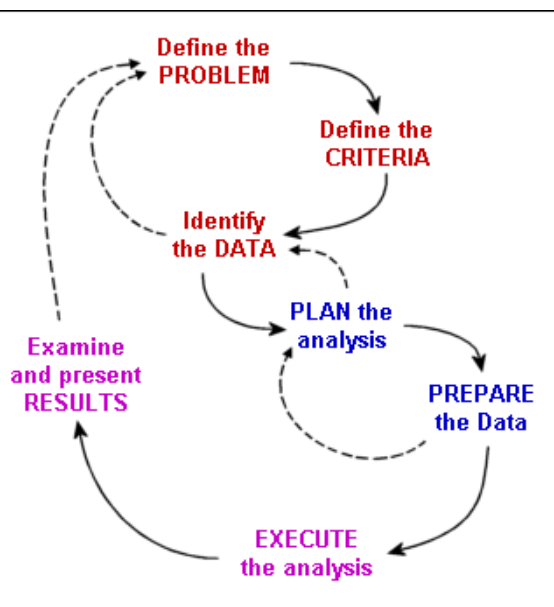 Define the
PROBLEM
Define the
CRITERIA
Identify
the DATA
PLAN the
analysis
PREPARE
the Data
EXECUTE
the analysis
Examine
and present
RESULTS